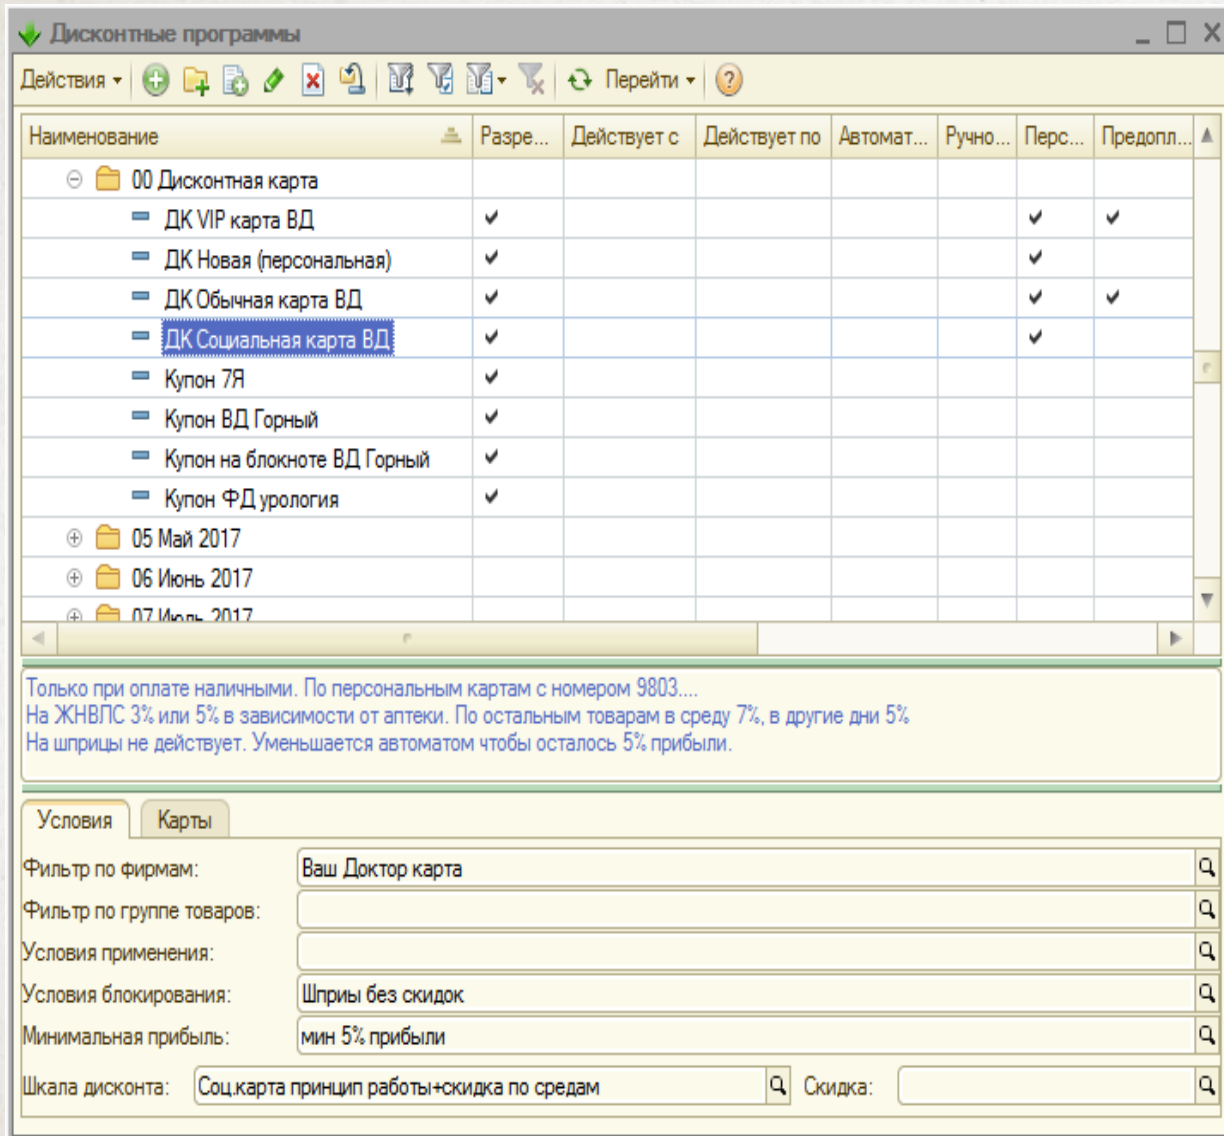 Дисконтные программы
Действия Перейти
Наименование Разре... Действует с Действует по Автомат... Ручно... Перс... Предопл...
00 Дисконтная карта
ДК VIP карта ВД
ДК Новая (персональная)
ДК Обычная карта ВД
ДК Социальная карта ВД
Купон 7Я
Купон ВД Горный
Купон на блокноте ВД Горный
Купон ФД урология
05 Май 2017
06 Июнь 2017
07 Июль 2017
Только при оплате наличными. По персональным картам с номером 9803....
На ЖНВЛС 3% или 5% в зависимости от аптеки. По остальным товарам в среду 7%, в другие дни 5%
На шприцы не действует. Уменьшается автоматом чтобы осталось 5% прибыли.
Условия Карты
Фильтр по фирмам: Ваш Доктор карта
Фильтр по группе товаров:
Условия применения:
Условия блокирования: Шприы без скидок
Минимальная прибыль: мин 5% прибыли
Шкала дисконта: Соц.карта принцип работы+скидка по средам Скидка: